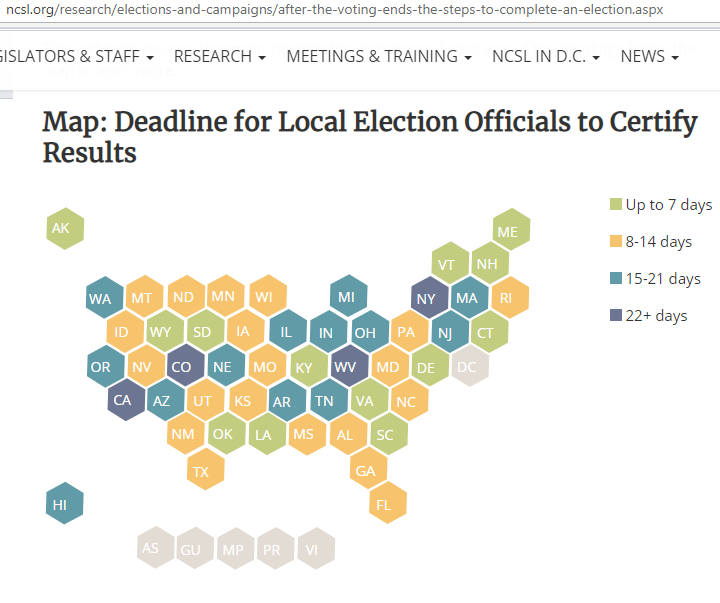 ncsl.org/research/elections-and-campaigns/after-the-voting-ends-the-steps-to-complete-an-election.aspx
GISLATORS & STAFF RESEARCH MEETINGS & TRAINING NCSL IN D.C. NEWS
Map: Deadline for Local Election Officials to Certify
Results
Up to 7 days
8-14 days
15-21 days
22+ days
AK ME
VT NH
WA MT ND MN WI MI NY MA RI
ID WY SD IA IL IN OH PA NJ CT
OR NV CO NE MO KY WV MD DE DC
CA AZ UT KS AR TN VA NC
NM OK LA MS AL SC
TX GA
HI FL
AS GU MP PR VI